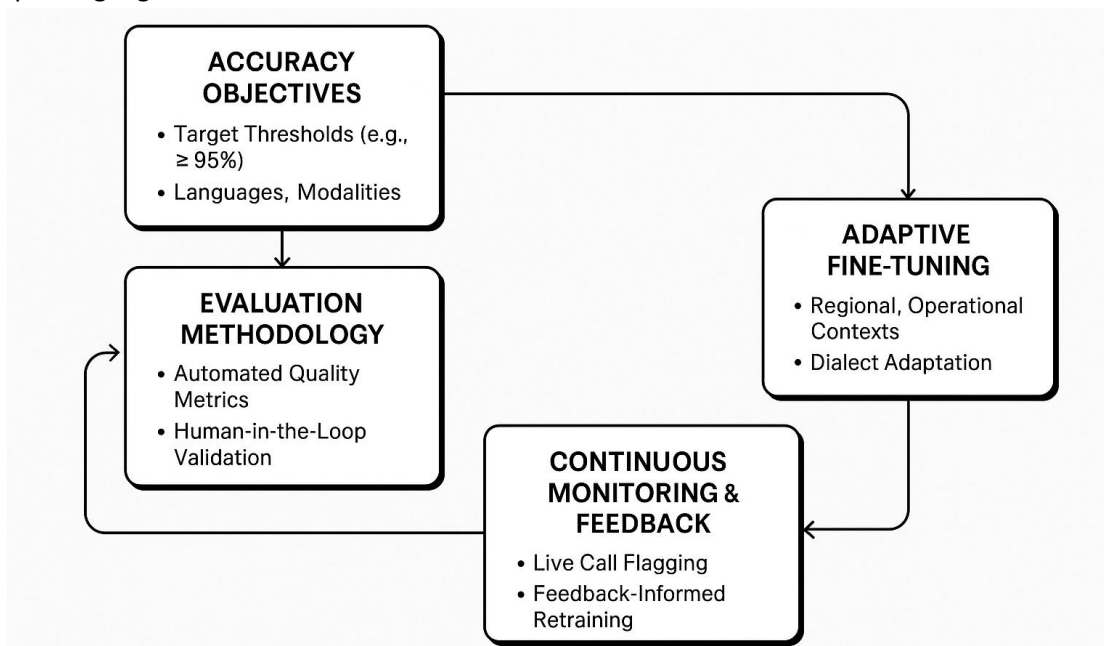 ACCURACY
OBJECTIVES
• Target Thresholds (e.g.,
≥ 95%)
• Languages, Modalities
EVALUATION
METHODOLOGY
• Automated Quality
Metrics
• Human-in-the-Loop
Validation
ADAPTIVE
FINE-TUNING
• Regional, Operational
Contexts
• Dialect Adaptation
CONTINUOUS
MONITORING &
FEEDBACK
• Live Call Flagging
• Feedback-Informed
Retraining